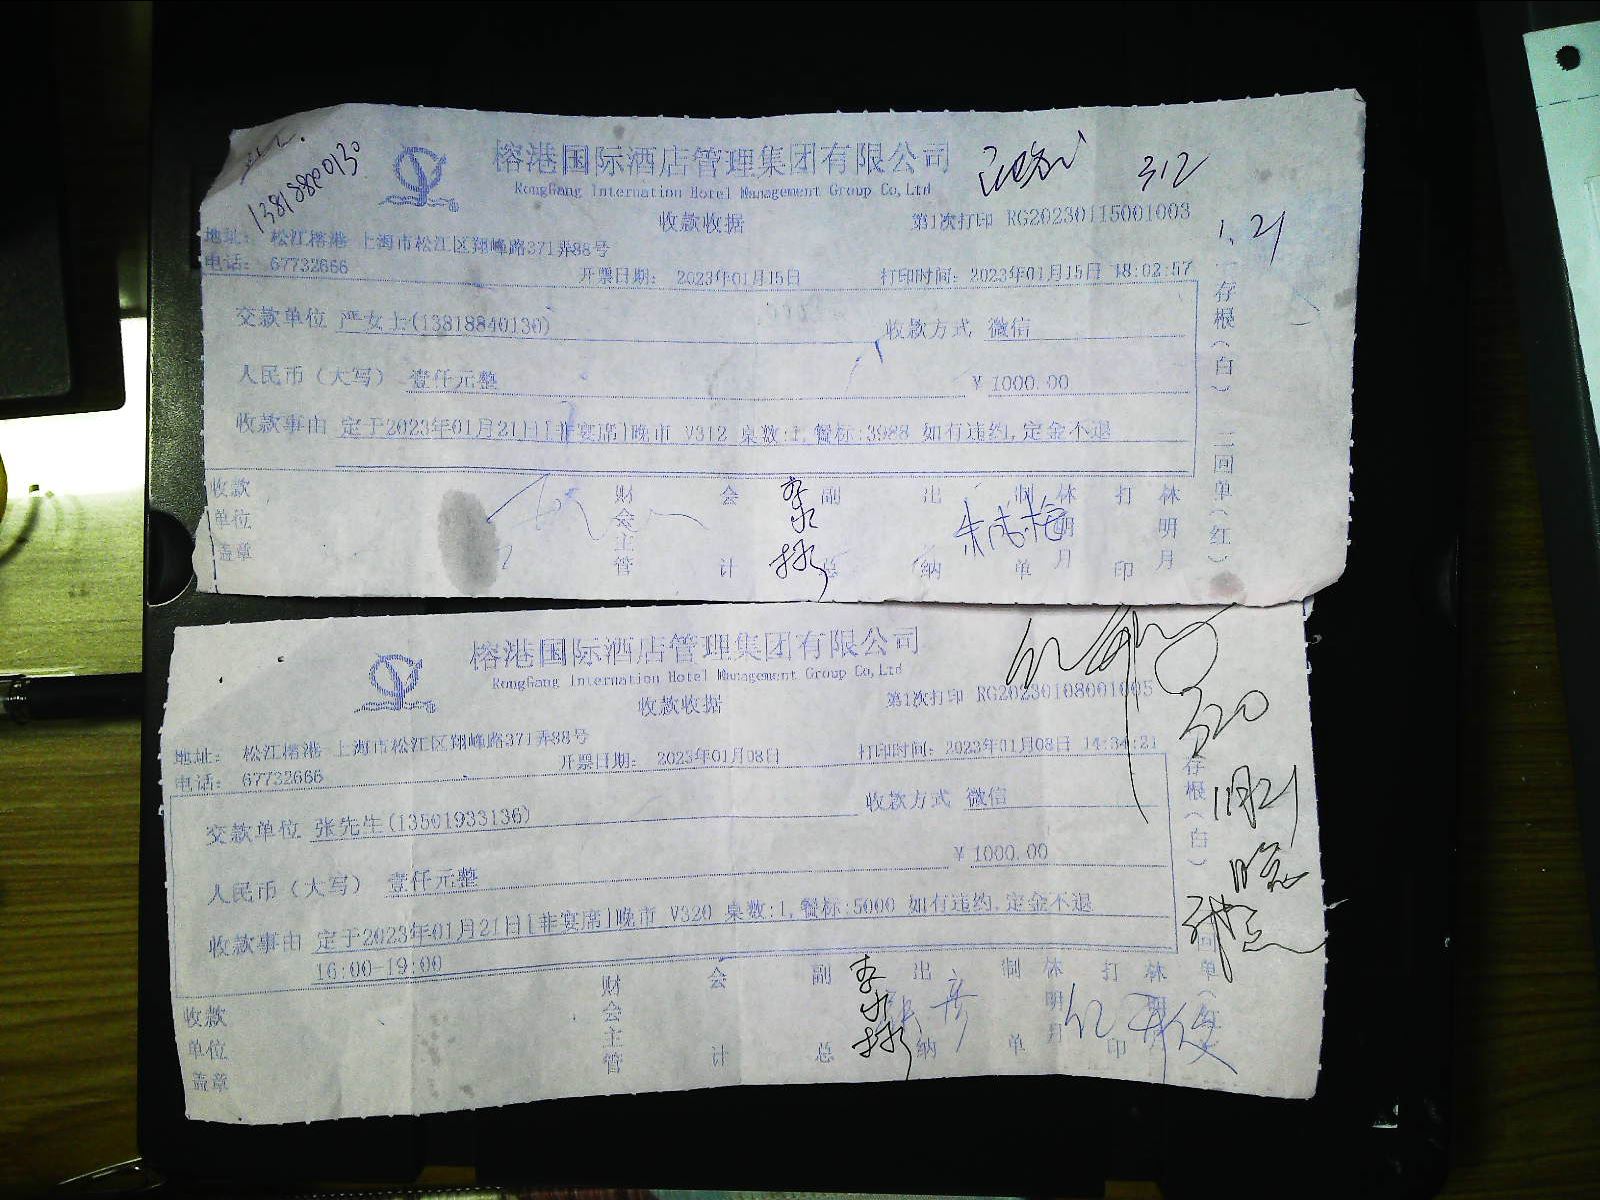 13818840130
榕港国际酒店管理集团有限公司
312
RongGang Internation Hotel Management Group Co,Ltd
收款收据
第1次打印 RG20230115001003
1.21
地址: 松江榕港 上海市松江区翔峰路371弄88号
电话: 67732666
开票日期: 2023年01月15日
打印时间: 2023年01月15日 18:02:57
交款单位 严女士(13818840130)
收款方式 微信
人民币（大写） 壹仟元整
¥ 1000.00
收款事由 定于2023年01月21日[非宴席]晚市 V312 桌数:1,餐标:3988 如有违约,定金不退
一存根（白） 二回单（红）
收款单位盖章
财会主管
会计
副总
出纳
制单
林明月
打印
林明月
榕港国际酒店管理集团有限公司
RongGang Internation Hotel Management Group Co,Ltd
收款收据
第1次打印 RG20230108001005
320
地址: 松江榕港 上海市松江区翔峰路371弄88号
电话: 67732666
开票日期: 2023年01月08日
打印时间: 2023年01月08日 14:34:21
交款单位 张先生(13501933136)
收款方式 微信
人民币（大写） 壹仟元整
¥ 1000.00
收款事由 定于2023年01月21日[非宴席]晚市 V320 桌数:1,餐标:5000 如有违约,定金不退
16:00-19:00
存根（白）
收款单位盖章
财会主管
会计
副总
出纳
制单
林明月
打印